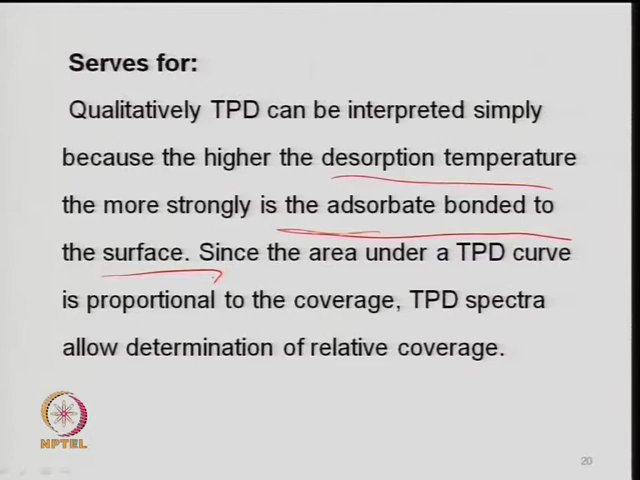 Serves for:
Qualitatively TPD can be interpreted simply
because the higher the desorption temperature
the more strongly is the adsorbate bonded to
the surface. Since the area under a TPD curve
is proportional to the coverage, TPD spectra
allow determination of relative coverage.
NPTEL
20